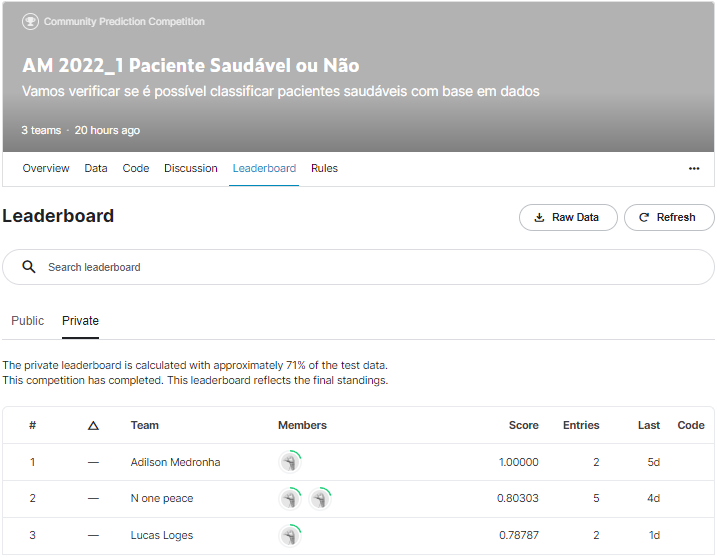 Community Prediction Competition
AM 2022_1 Paciente Saudável ou Não
Vamos verificar se é possível classificar pacientes saudáveis com base em dados
3 teams · 20 hours ago
Overview Data Code Discussion Leaderboard Rules ...
Leaderboard Raw Data Refresh
Search leaderboard
Public Private
The private leaderboard is calculated with approximately 71% of the test data.
This competition has completed. This leaderboard reflects the final standings.
# △ Team Members Score Entries Last Code
1 — Adilson Medronha 1.00000 2 5d
2 — N one peace 0.80303 5 4d
3 — Lucas Loges 0.78787 2 1d